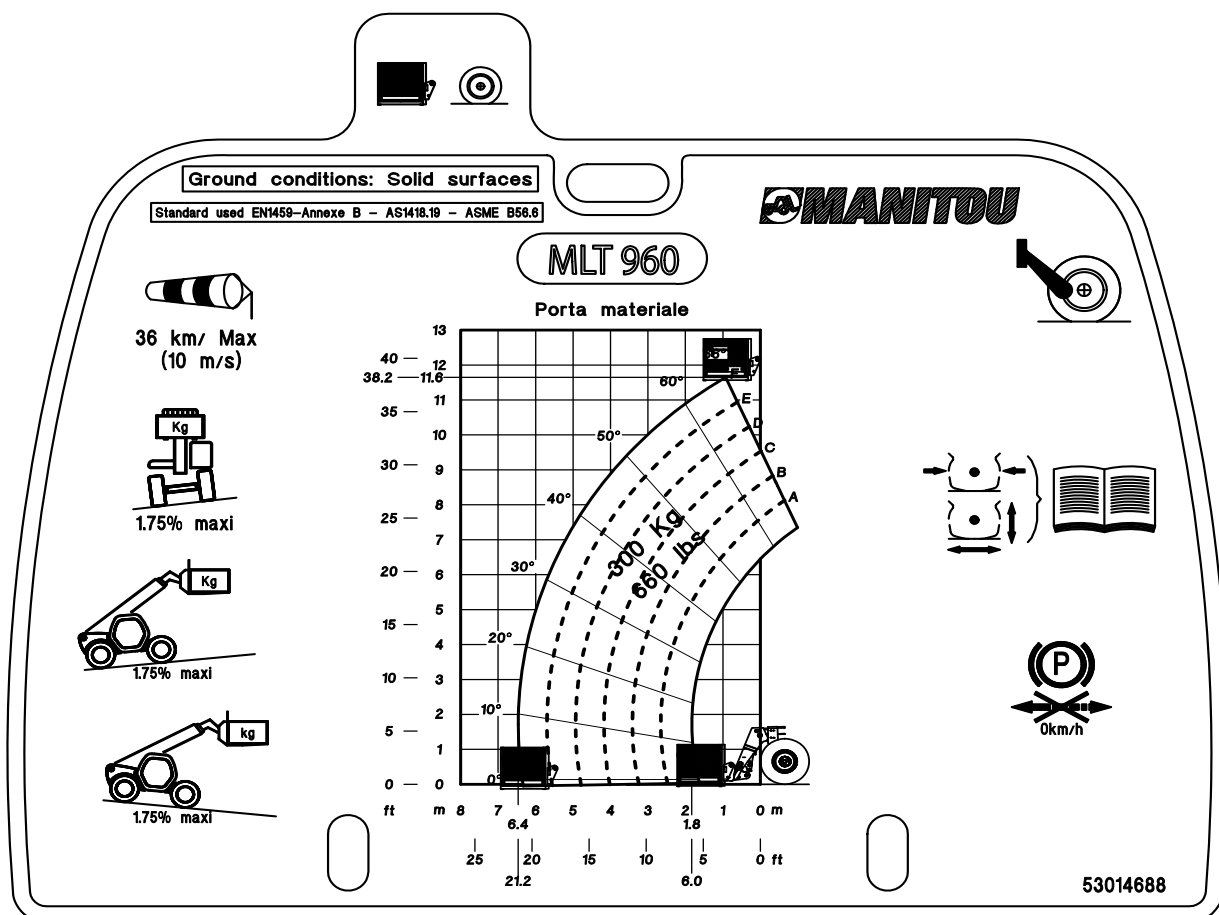 Ground conditions: Solid surfaces
Standard used EN1459-Annexe B - AS1418.19 - ASME B56.6
MANITOU
MLT 960
Porta materiale
36 km/ Max
(10 m/s)
Kg
1.75% maxi
Kg
1.75% maxi
kg
1.75% maxi
13
40 12
38.2 11.6
35 11
10
30 9
8
25
7
20 6
5
15
4
10 3
2
5
1
0 0
ft m 8 7 6 5 4 3 2 1 0 m
6.4 1.8
25 20 15 10 5 0 ft
21.2 6.0
60°
50°
40°
30°
20°
10°
0°
F
E
D
C
B
A
300 Kg
660 lbs
P
0km/h
53014688